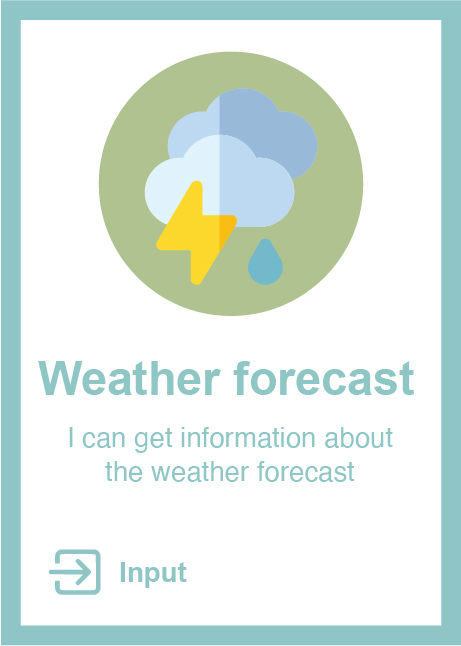 Weather forecast
I can get information about
the weather forecast
Input